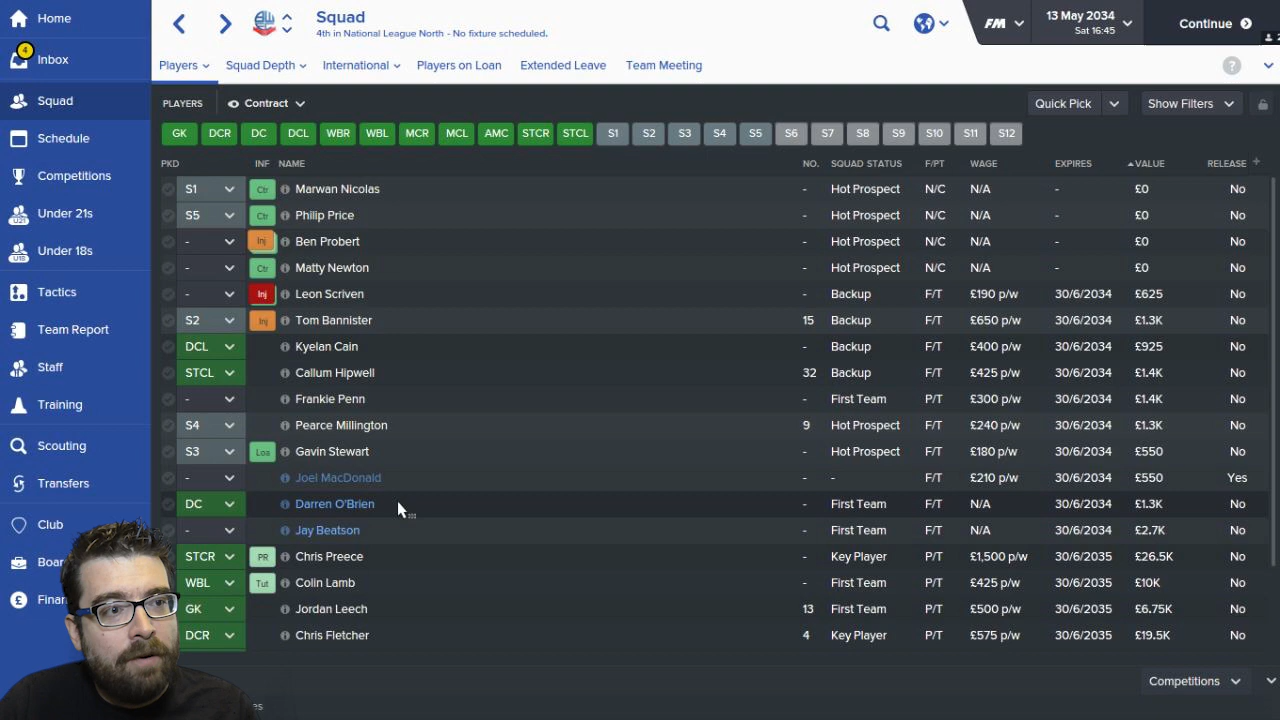 Home
4
Inbox
Squad
Schedule
Competitions
Under 21s
Under 18s
Tactics
Team Report
Staff
Training
Scouting
Transfers
Club
Squad
4th in National League North - No fixture scheduled.
FM
13 May 2034
Sat 16:45
Continue
Players Squad Depth International Players on Loan Extended Leave Team Meeting ?
PLAYERS Contract Quick Pick Show Filters
GK DCR DC DCL WBR WBL MCR MCL AMC STCR STCL S1 S2 S3 S4 S5 S6 S7 S8 S9 S10 S11 S12
PKD INF NAME NO. SQUAD STATUS F/PT WAGE EXPIRES VALUE RELEASE +
S1 Ctr Marwan Nicolas - Hot Prospect N/C N/A - £0 No
S5 Ctr Philip Price - Hot Prospect N/C N/A - £0 No
- Inj Ben Probert - Hot Prospect N/C N/A - £0 No
- Ctr Matty Newton - Hot Prospect N/C N/A - £0 No
- Inj Leon Scriven - Backup F/T £190 p/w 30/6/2034 £625 No
S2 Inj Tom Bannister 15 Backup F/T £650 p/w 30/6/2034 £1.3K No
DCL Kyelan Cain - Backup F/T £400 p/w 30/6/2034 £925 No
STCL Callum Hipwell 32 Backup F/T £425 p/w 30/6/2034 £1.4K No
- Frankie Penn - First Team P/T £300 p/w 30/6/2034 £1.4K No
S4 Pearce Millington 9 Hot Prospect F/T £240 p/w 30/6/2034 £1.3K No
S3 Loa Gavin Stewart - Hot Prospect F/T £180 p/w 30/6/2034 £550 No
- Joel MacDonald - - F/T £210 p/w 30/6/2034 £550 Yes
DC Darren O'Brien - First Team F/T N/A 30/6/2034 £1.3K No
- Jay Beatson - First Team F/T N/A 30/6/2034 £2.7K No
STCR PR Chris Preece - Key Player P/T £1,500 p/w 30/6/2035 £26.5K No
WBL Tut Colin Lamb - First Team P/T £425 p/w 30/6/2035 £10K No
GK Jordan Leech 13 First Team P/T £500 p/w 30/6/2035 £6.75K No
DCR Chris Fletcher 4 Key Player P/T £575 p/w 30/6/2035 £19.5K No
Competitions